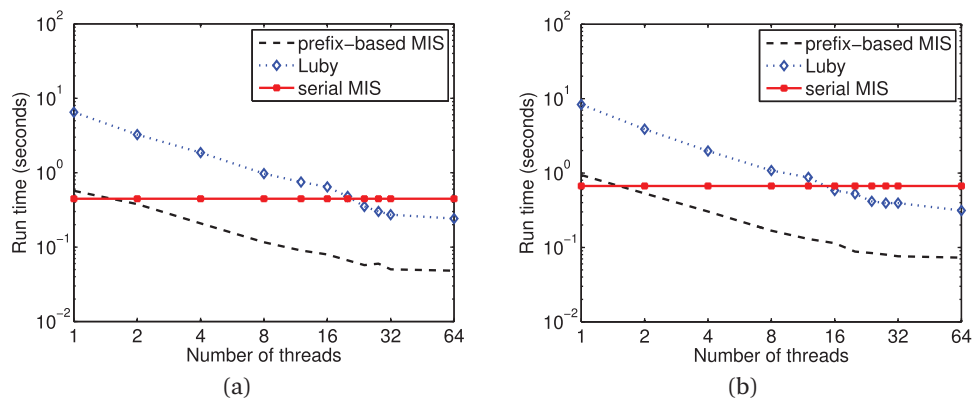 10^2
10^1
10^0
10^-1
10^-2
Run time (seconds)
prefix-based MIS
Luby
serial MIS
1 2 4 8 16 32 64
Number of threads
(a)
10^2
10^1
10^0
10^-1
10^-2
Run time (seconds)
prefix-based MIS
Luby
serial MIS
1 2 4 8 16 32 64
Number of threads
(b)